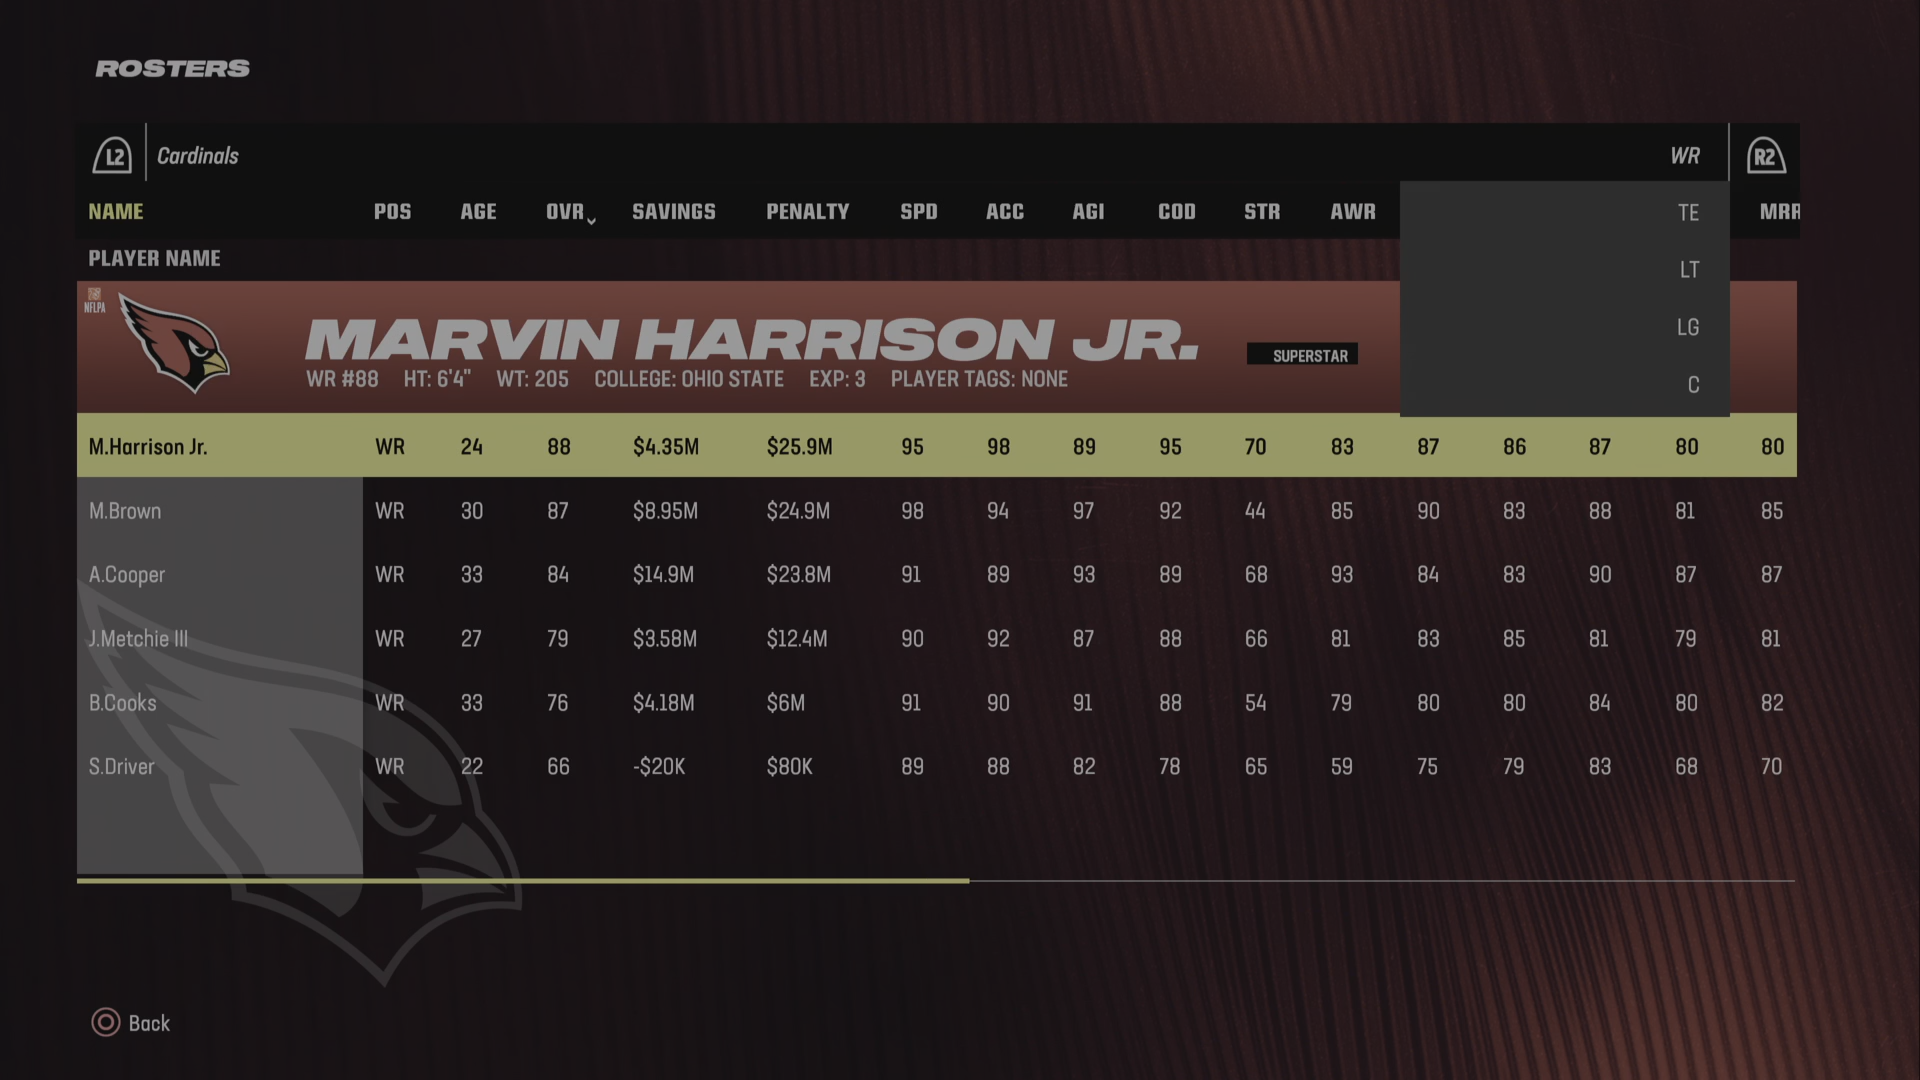 ROSTERS
L2 Cardinals WR R2
NAME POS AGE OVR SAVINGS PENALTY SPD ACC AGI COD STR AWR TE
PLAYER NAME
NFLPA
MARVIN HARRISON JR. SUPERSTAR
WR #88 HT: 6'4" WT: 205 COLLEGE: OHIO STATE EXP: 3 PLAYER TAGS: NONE
LT
LG
C
M.Harrison Jr. WR 24 88 $4.35M $25.9M 95 98 89 95 70 83 87 86 87 80 80
M.Brown WR 30 87 $8.95M $24.9M 98 94 97 92 44 85 90 83 88 81 85
A.Cooper WR 33 84 $14.9M $23.8M 91 89 93 89 68 93 84 83 90 87 87
J.Metchie III WR 27 79 $3.58M $12.4M 90 92 87 88 66 81 83 85 81 79 81
B.Cooks WR 33 76 $4.18M $6M 91 90 91 88 54 79 80 80 84 80 82
S.Driver WR 22 66 -$20K $80K 89 88 82 78 65 59 75 79 83 68 70
Back